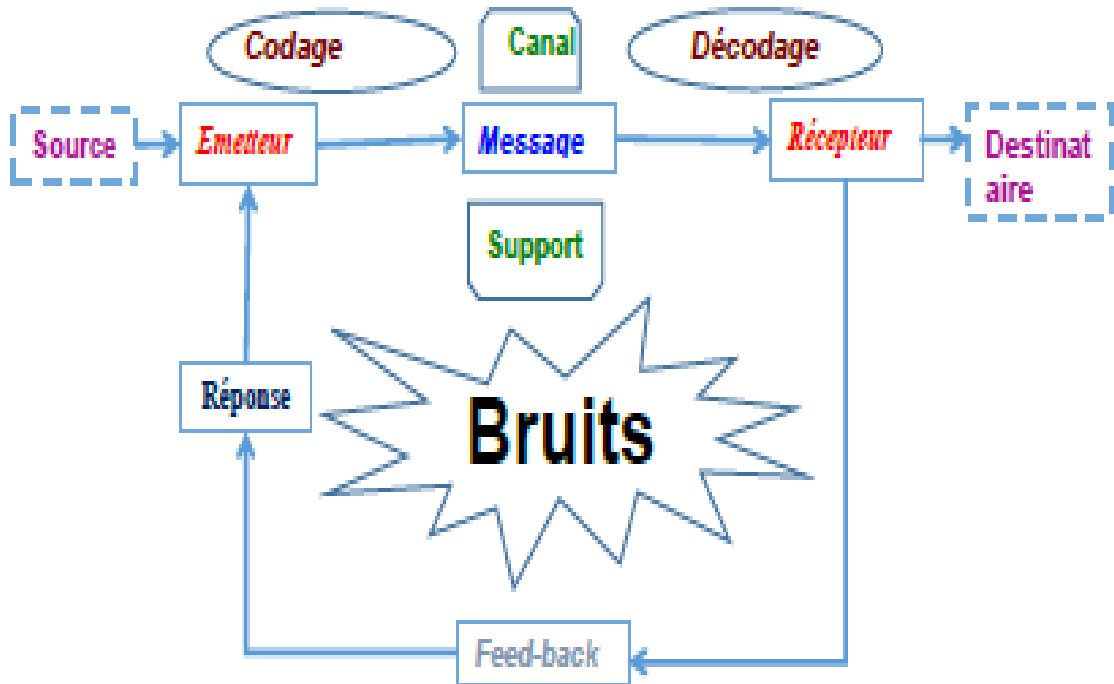 Codage
Canal
Décodage
Source
Emetteur
Message
Récepteur
Destinat
aire
Support
Réponse
Bruits
Feed-back